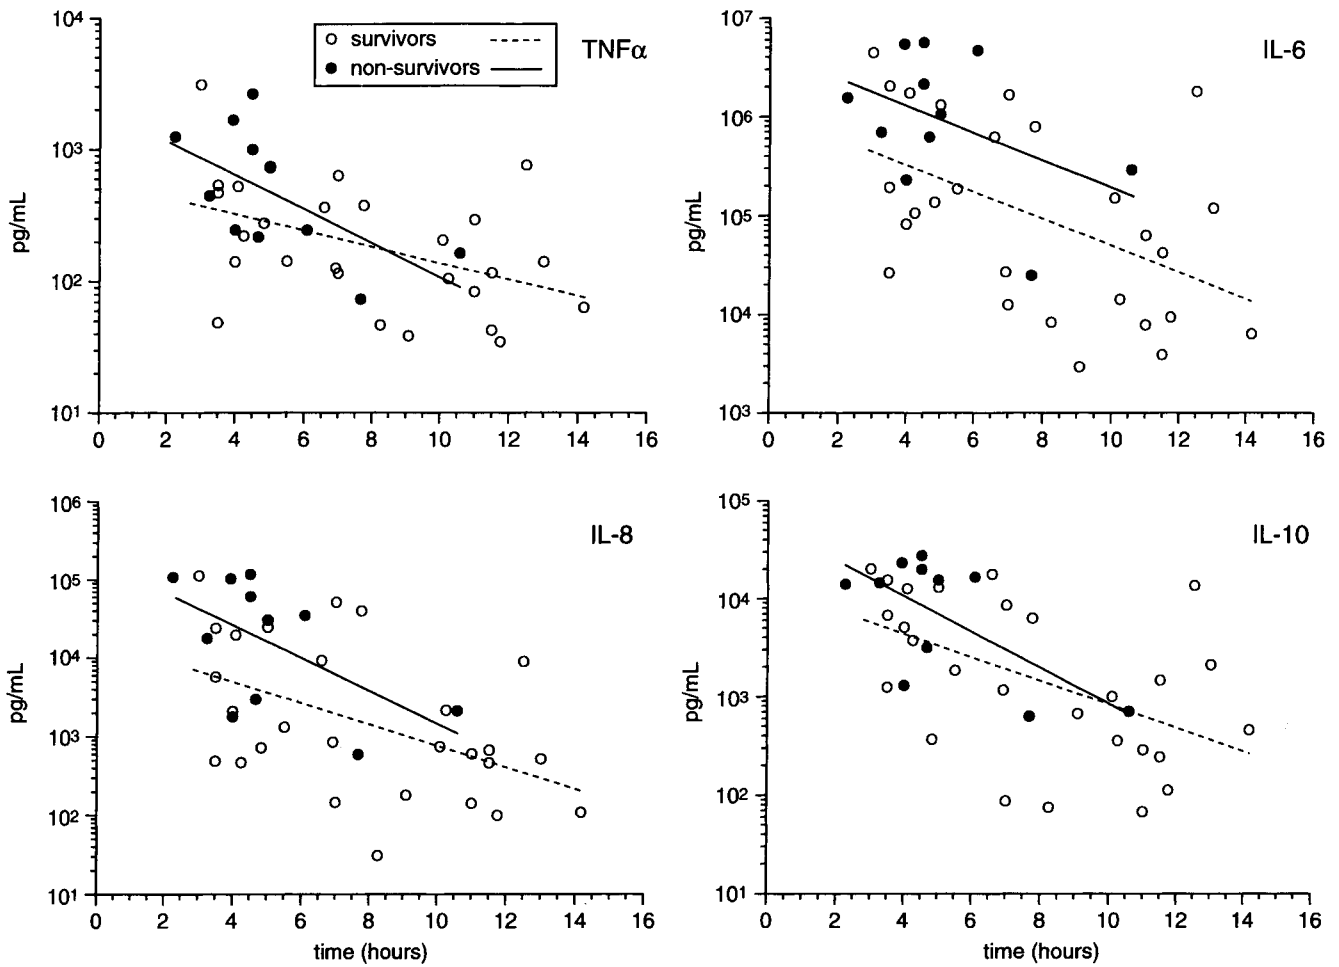 10⁴
10³
10²
10¹
pg/mL
0 2 4 6 8 10 12 14 16
survivors
non-survivors
TNFα
10⁷
10⁶
10⁵
10⁴
10³
pg/mL
0 2 4 6 8 10 12 14 16
IL-6
10⁶
10⁵
10⁴
10³
10²
10¹
pg/mL
0 2 4 6 8 10 12 14 16
time (hours)
IL-8
10⁵
10⁴
10³
10²
10¹
pg/mL
0 2 4 6 8 10 12 14 16
time (hours)
IL-10